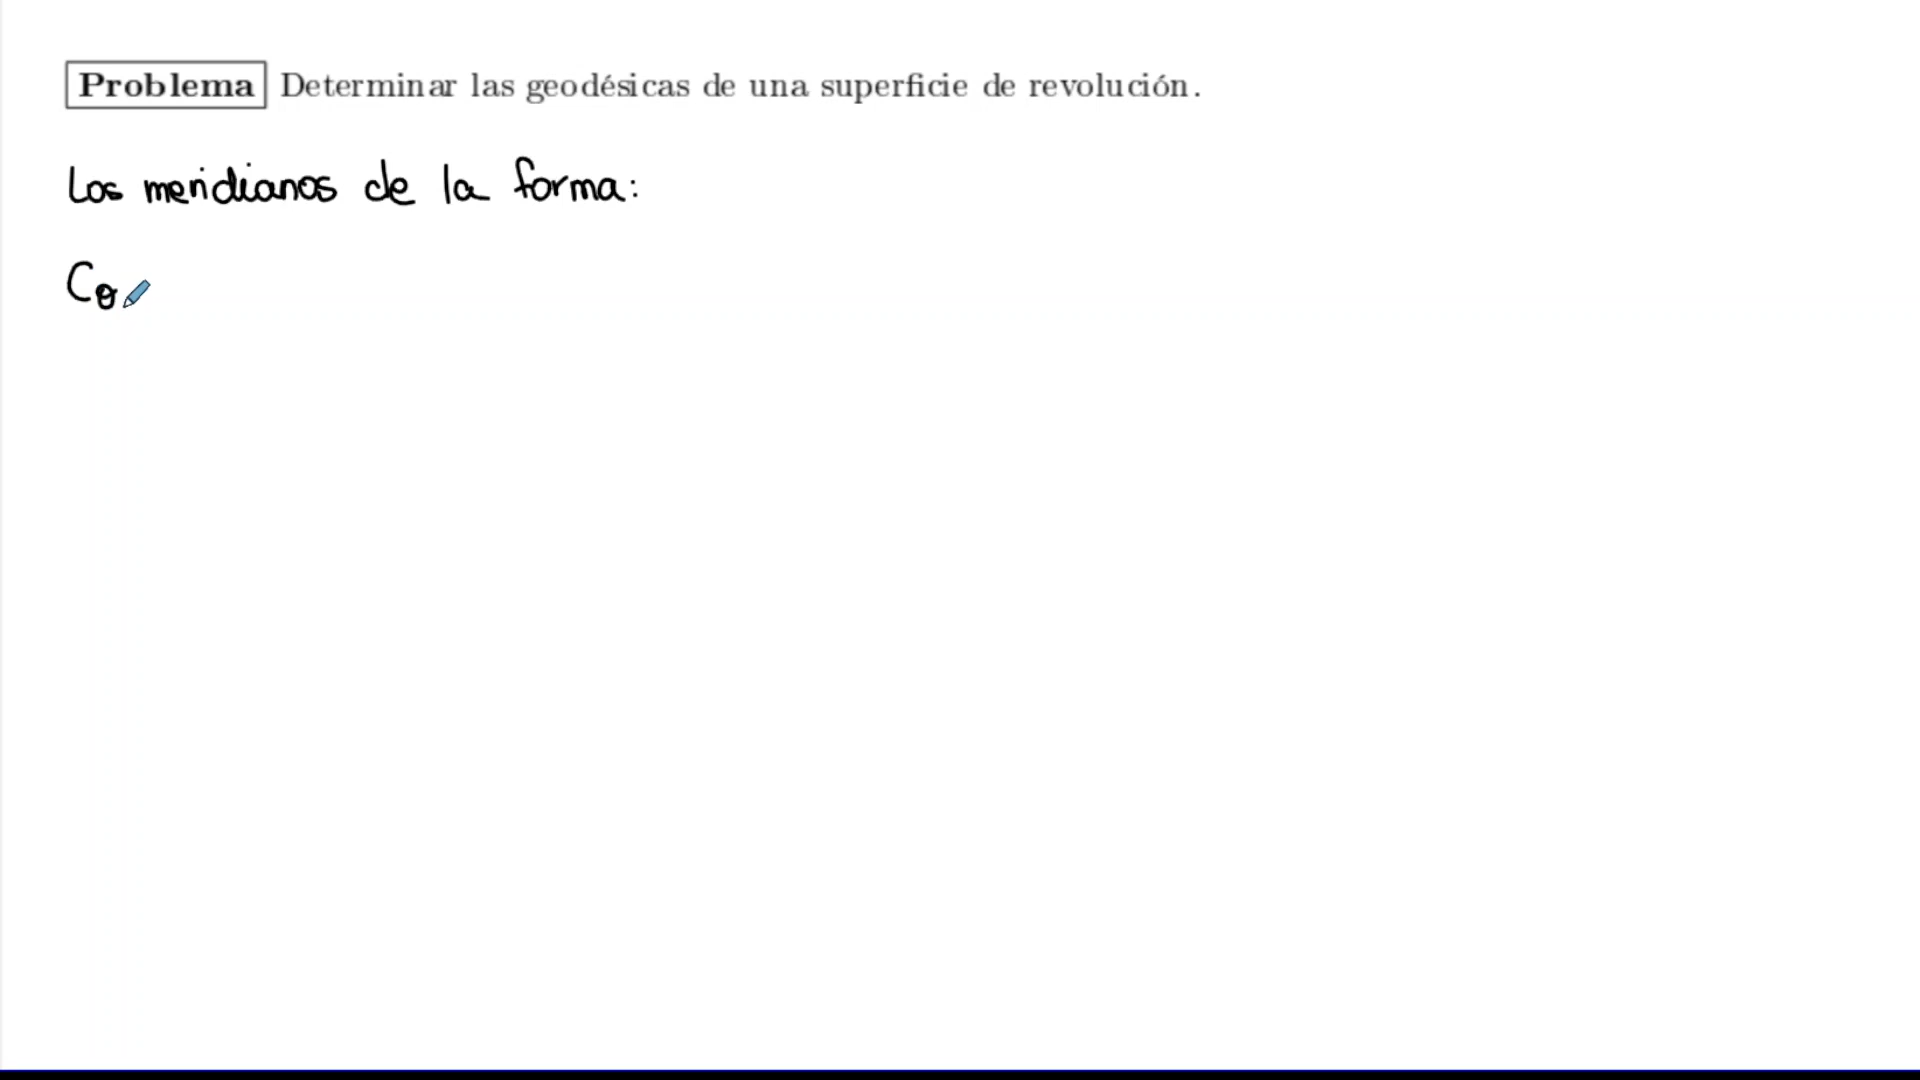 Problema Determinar las geodésicas de una superficie de revolución.
Los meridianos de la forma:
Cθ